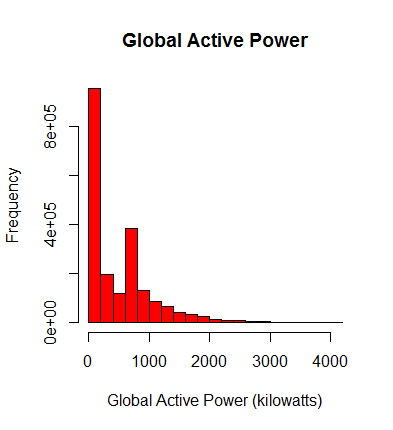 Global Active Power
Frequency
8e+05
4e+05
0e+00
0 1000 2000 3000 4000
Global Active Power (kilowatts)